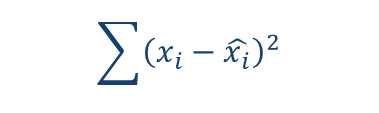 ∑(xᵢ − x̂ᵢ)²